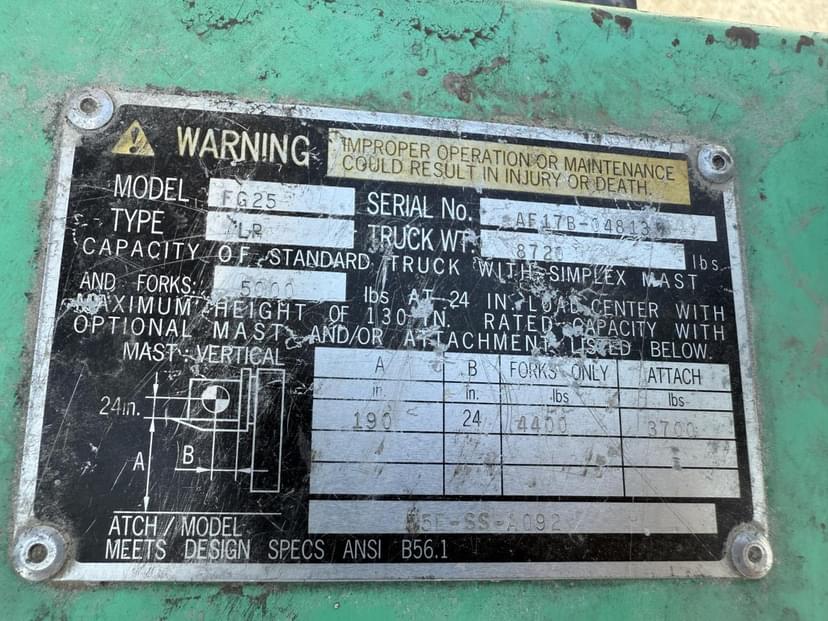 WARNING
IMPROPER OPERATION OR MAINTENANCE
COULD RESULT IN INJURY OR DEATH.
MODEL FG25 SERIAL No.
TYPE LP TRUCK WT. lbs
CAPACITY OF STANDARD TRUCK WITH SIMPLEX MAST
AND FORKS: 5000 lbs AT 24 IN. LOAD CENTER WITH
MAXIMUM HEIGHT OF 130 IN. RATED CAPACITY WITH
OPTIONAL MAST AND/OR ATTACHMENT LISTED BELOW.
MAST VERTICAL
A B FORKS ONLY ATTACH
in. in. lbs lbs
190 24 4400 3700
24in.
A
B
ATCH / MODEL
MEETS DESIGN SPECS ANSI B56.1